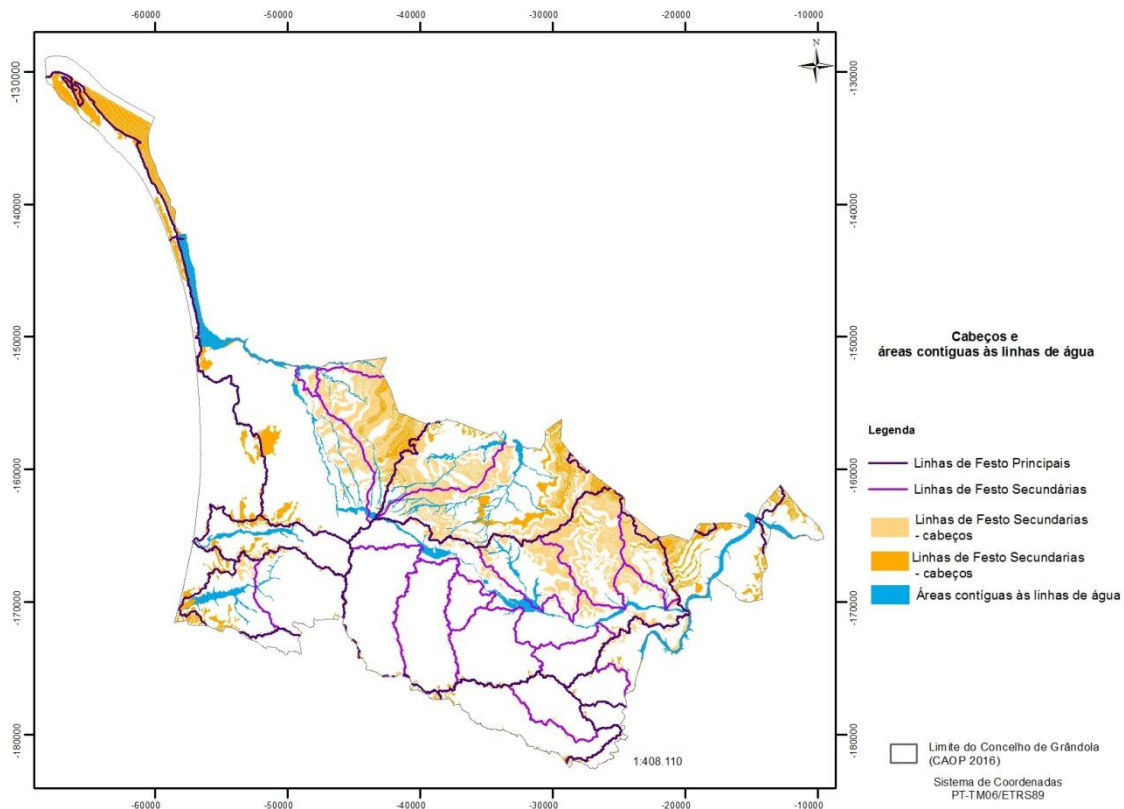 -60000
-50000
-40000
-30000
-20000
-10000
N
-130000
-130000
-140000
-140000
-150000
-150000
-160000
-160000
-170000
-170000
-180000
-180000
1:408.110
-60000
-50000
-40000
-30000
-20000
-10000
Cabeços e
áreas contíguas às linhas de água
Legenda
Linhas de Festo Principais
Linhas de Festo Secundárias
Linhas de Festo Secundarias
- cabeços
Linhas de Festo Secundarias
- cabeços
Áreas contíguas às linhas de água
Limite do Concelho de Grândola
(CAOP 2016)
Sistema de Coordenadas
PT-TM06/ETRS89